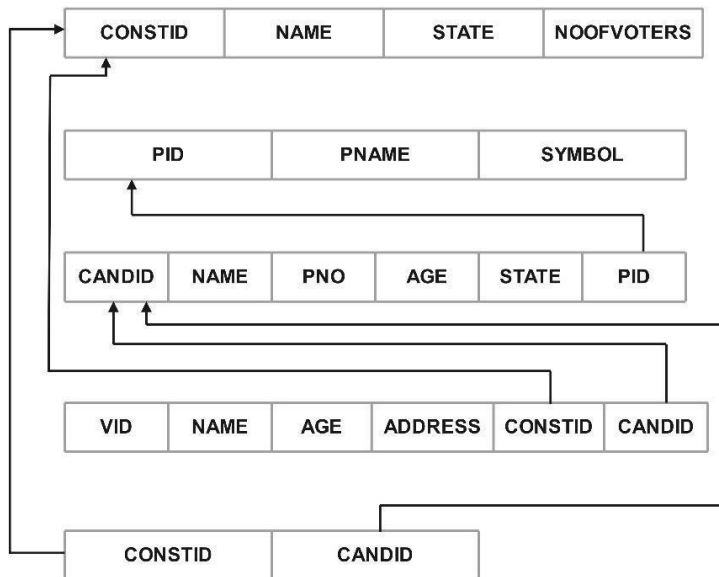 CONSTID NAME STATE NOOFVOTERS
PID PNAME SYMBOL
CANDID NAME PNO AGE STATE PID
VID NAME AGE ADDRESS CONSTID CANDID
CONSTID CANDID